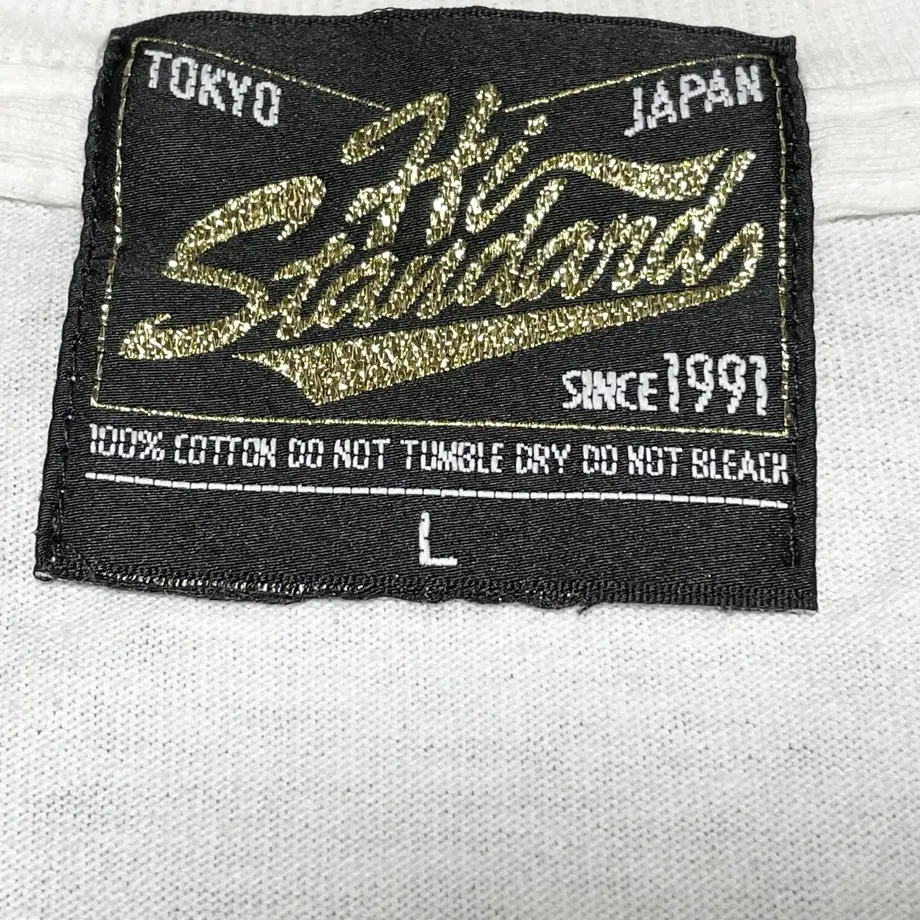 TOKYO JAPAN
Hi
Standard
SINCE 1991
100% COTTON DO NOT TUMBLE DRY DO NOT BLEACH
L